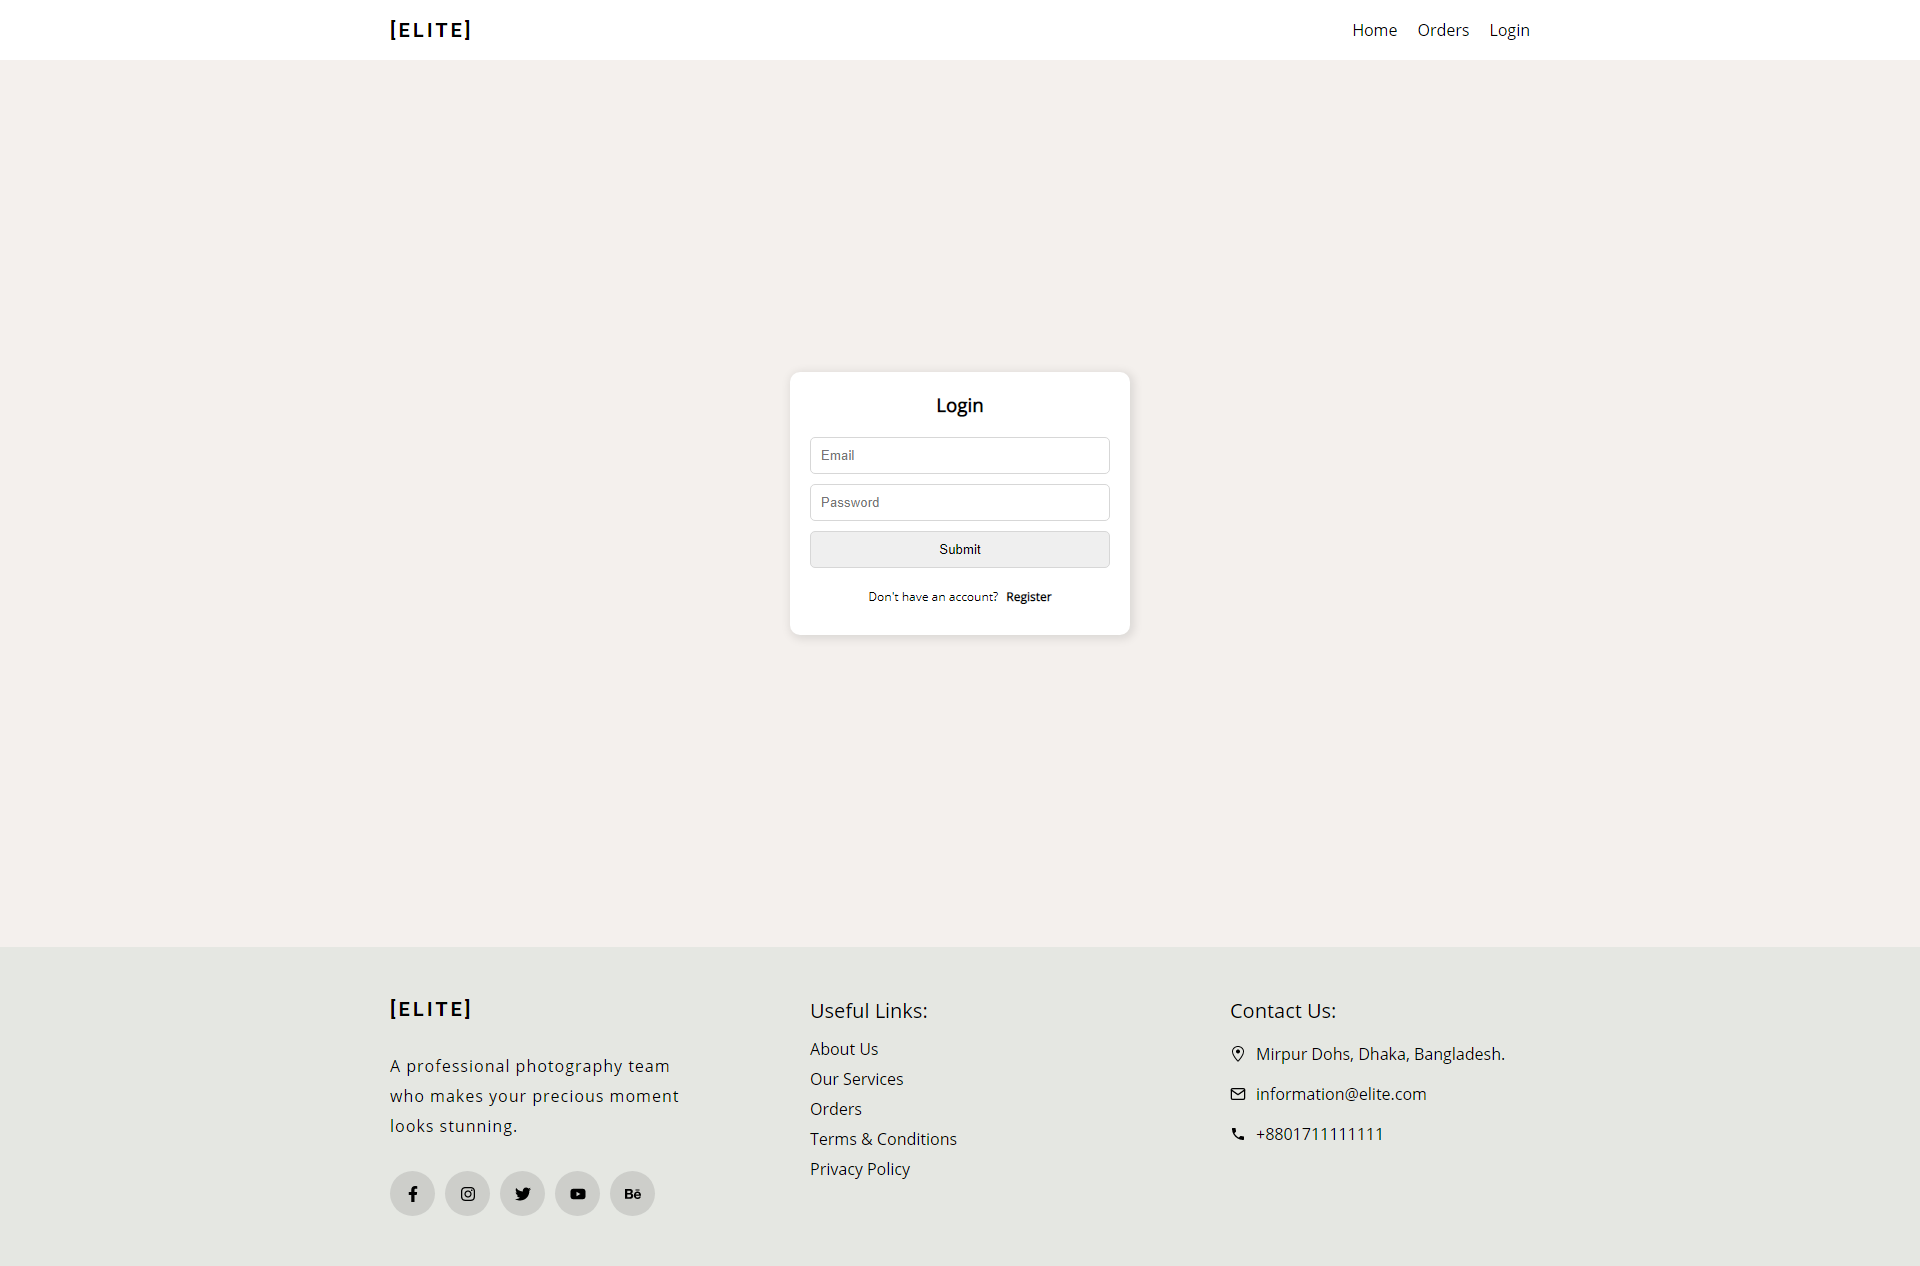 [ELITE]
Home Orders Login
Login
Email
Password
Submit
Don't have an account? Register
[ELITE]
A professional photography team
who makes your precious moment
looks stunning.
Bē
Useful Links:
About Us
Our Services
Orders
Terms & Conditions
Privacy Policy
Contact Us:
Mirpur Dohs, Dhaka, Bangladesh.
information@elite.com
+8801711111111